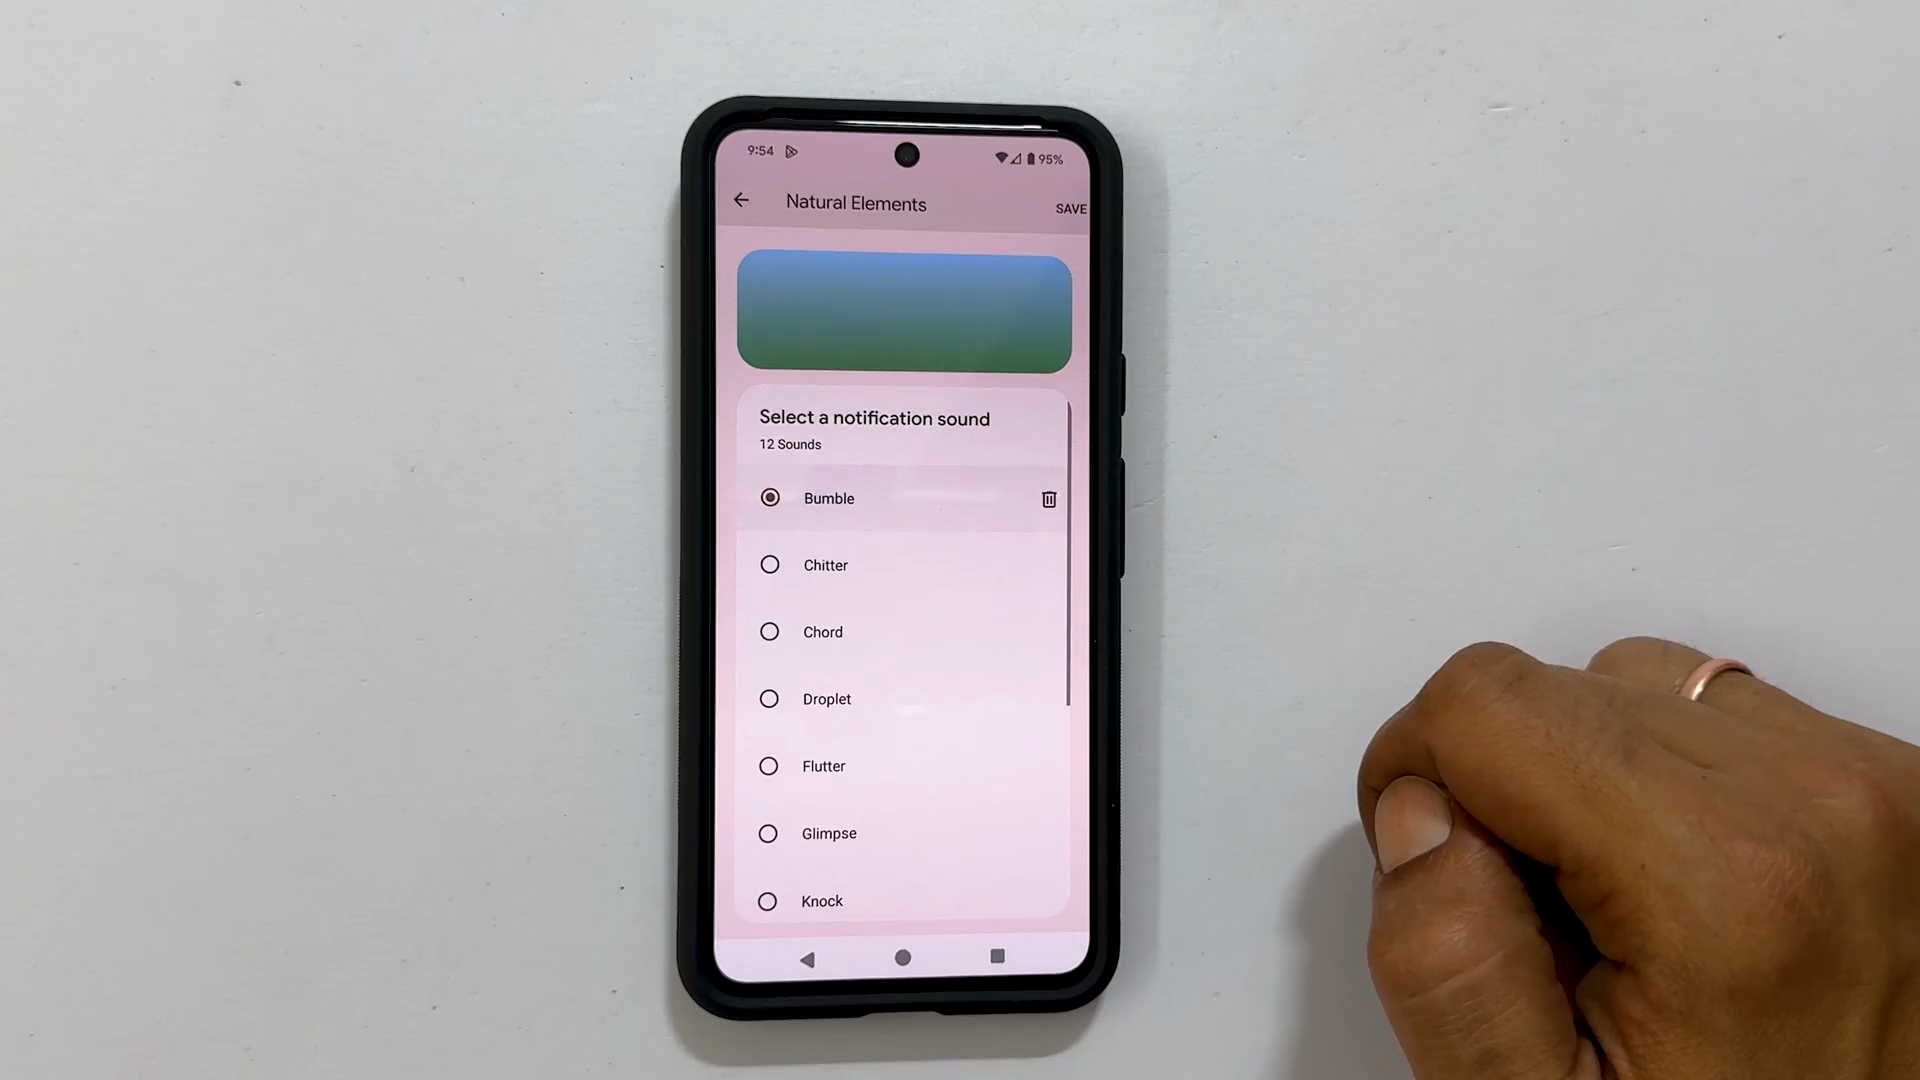 9:54 95%
Natural Elements
SAVE
Select a notification sound
12 Sounds
Bumble
Chitter
Chord
Droplet
Flutter
Glimpse
Knock